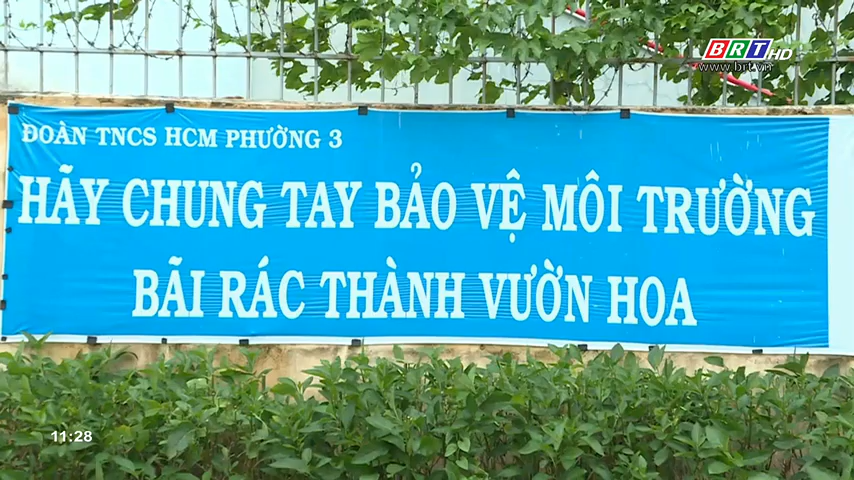 BRT HD
www.brt.vn
ĐOÀN TNCS HCM PHƯỜNG 3
HÃY CHUNG TAY BẢO VỆ MÔI TRƯỜNG
BÃI RÁC THÀNH VƯỜN HOA
11:28